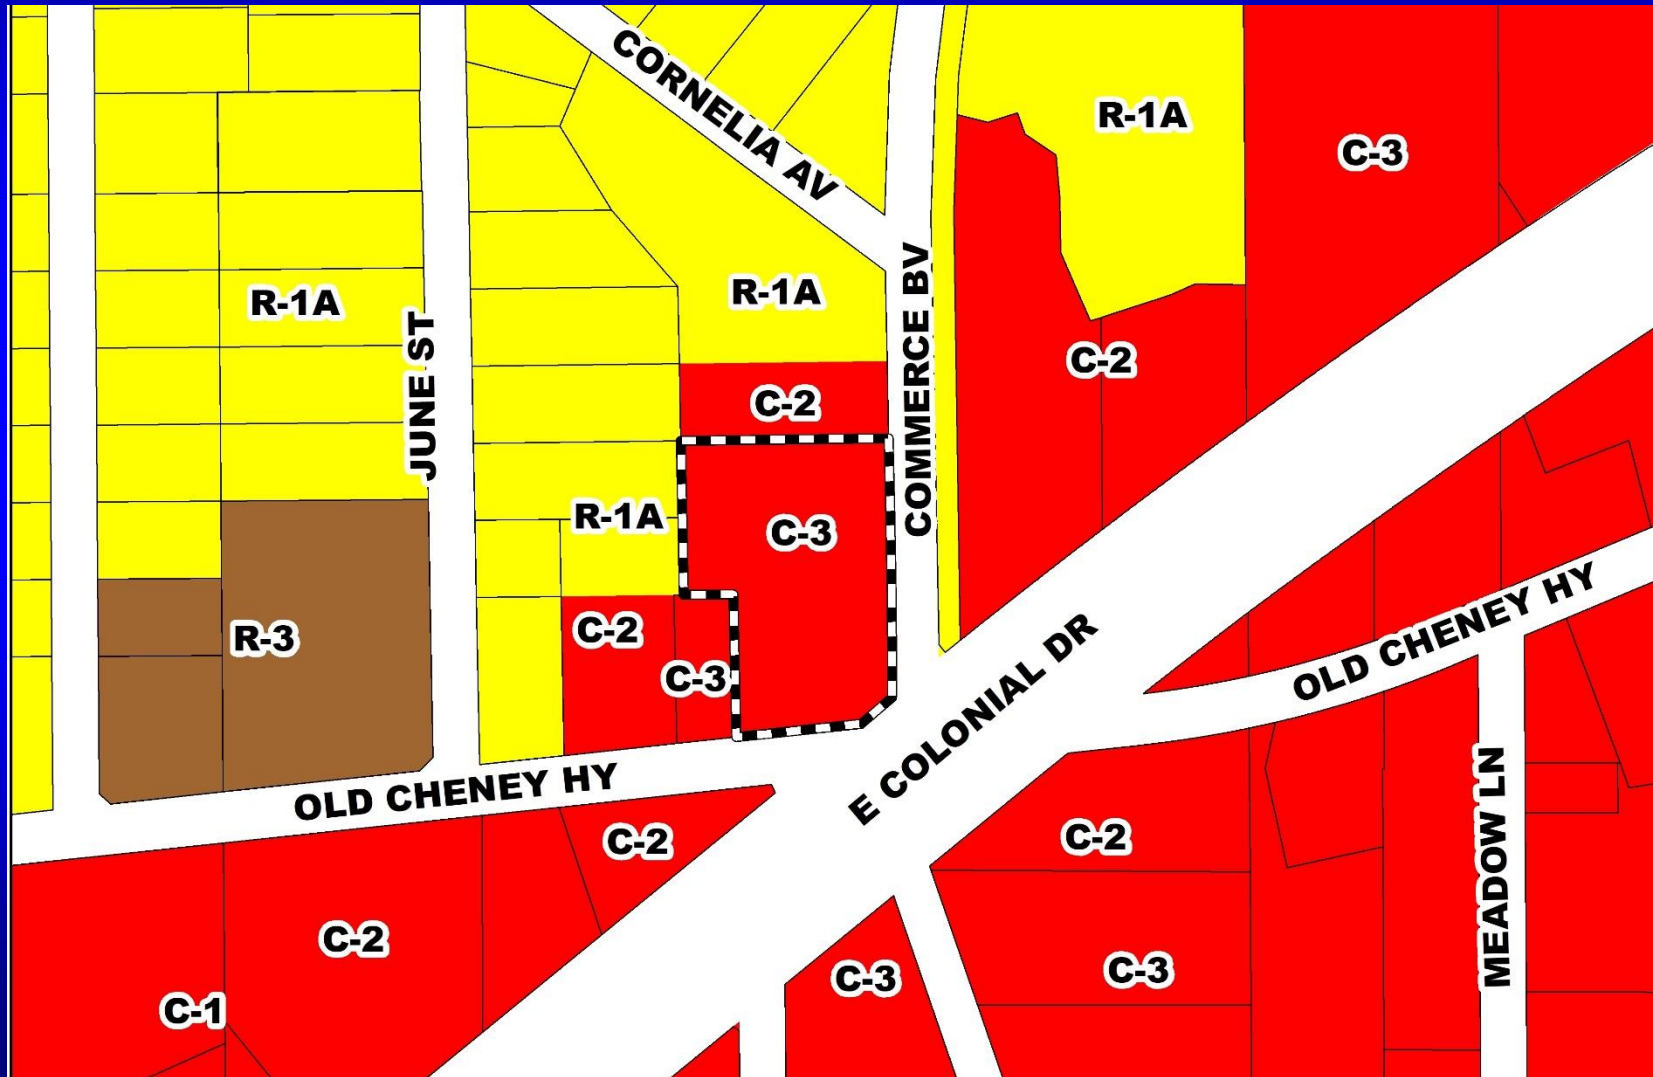 CORNELIA AV
R-1A
C-3
R-1A
R-1A
JUNE ST
COMMERCE BV
C-2
C-2
R-1A
C-3
R-3
C-2
C-3
OLD CHENEY HY
E COLONIAL DR
OLD CHENEY HY
C-2
C-2
MEADOW LN
C-2
C-3
C-3
C-1